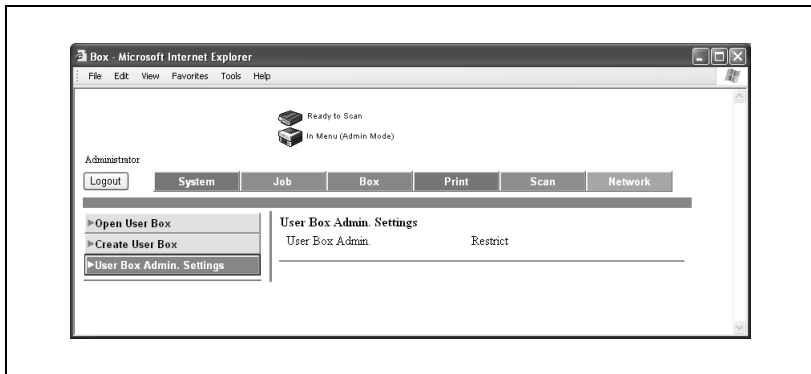 Box - Microsoft Internet Explorer
File Edit View Favorites Tools Help
Ready to Scan
In Menu (Admin Mode)
Administrator
Logout System Job Box Print Scan Network
Open User Box
Create User Box
User Box Admin. Settings
User Box Admin. Settings
User Box Admin. Restrict